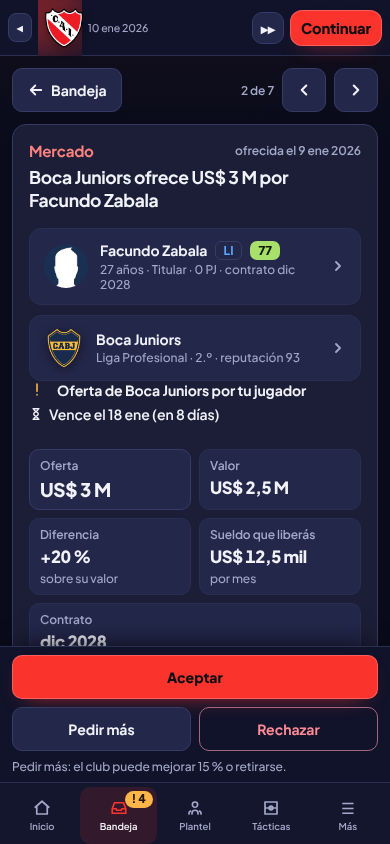 ◂
C.A.I.
10 ene 2026
▸▸
Continuar
← Bandeja
2 de 7
Mercado
ofrecida el 9 ene 2026
Boca Juniors ofrece US$ 3 M por
Facundo Zabala
Facundo Zabala LI 77
27 años · Titular · 0 PJ · contrato dic
2028
CABJ
Boca Juniors
Liga Profesional · 2.º · reputación 93
! Oferta de Boca Juniors por tu jugador
Vence el 18 ene (en 8 días)
Oferta
US$ 3 M
Valor
US$ 2,5 M
Diferencia
+20 %
sobre su valor
Sueldo que liberás
US$ 12,5 mil
por mes
Contrato
dic 2028
Aceptar
Pedir más
Rechazar
Pedir más: el club puede mejorar 15 % o retirarse.
! 4
Inicio
Bandeja
Plantel
Tácticas
Más